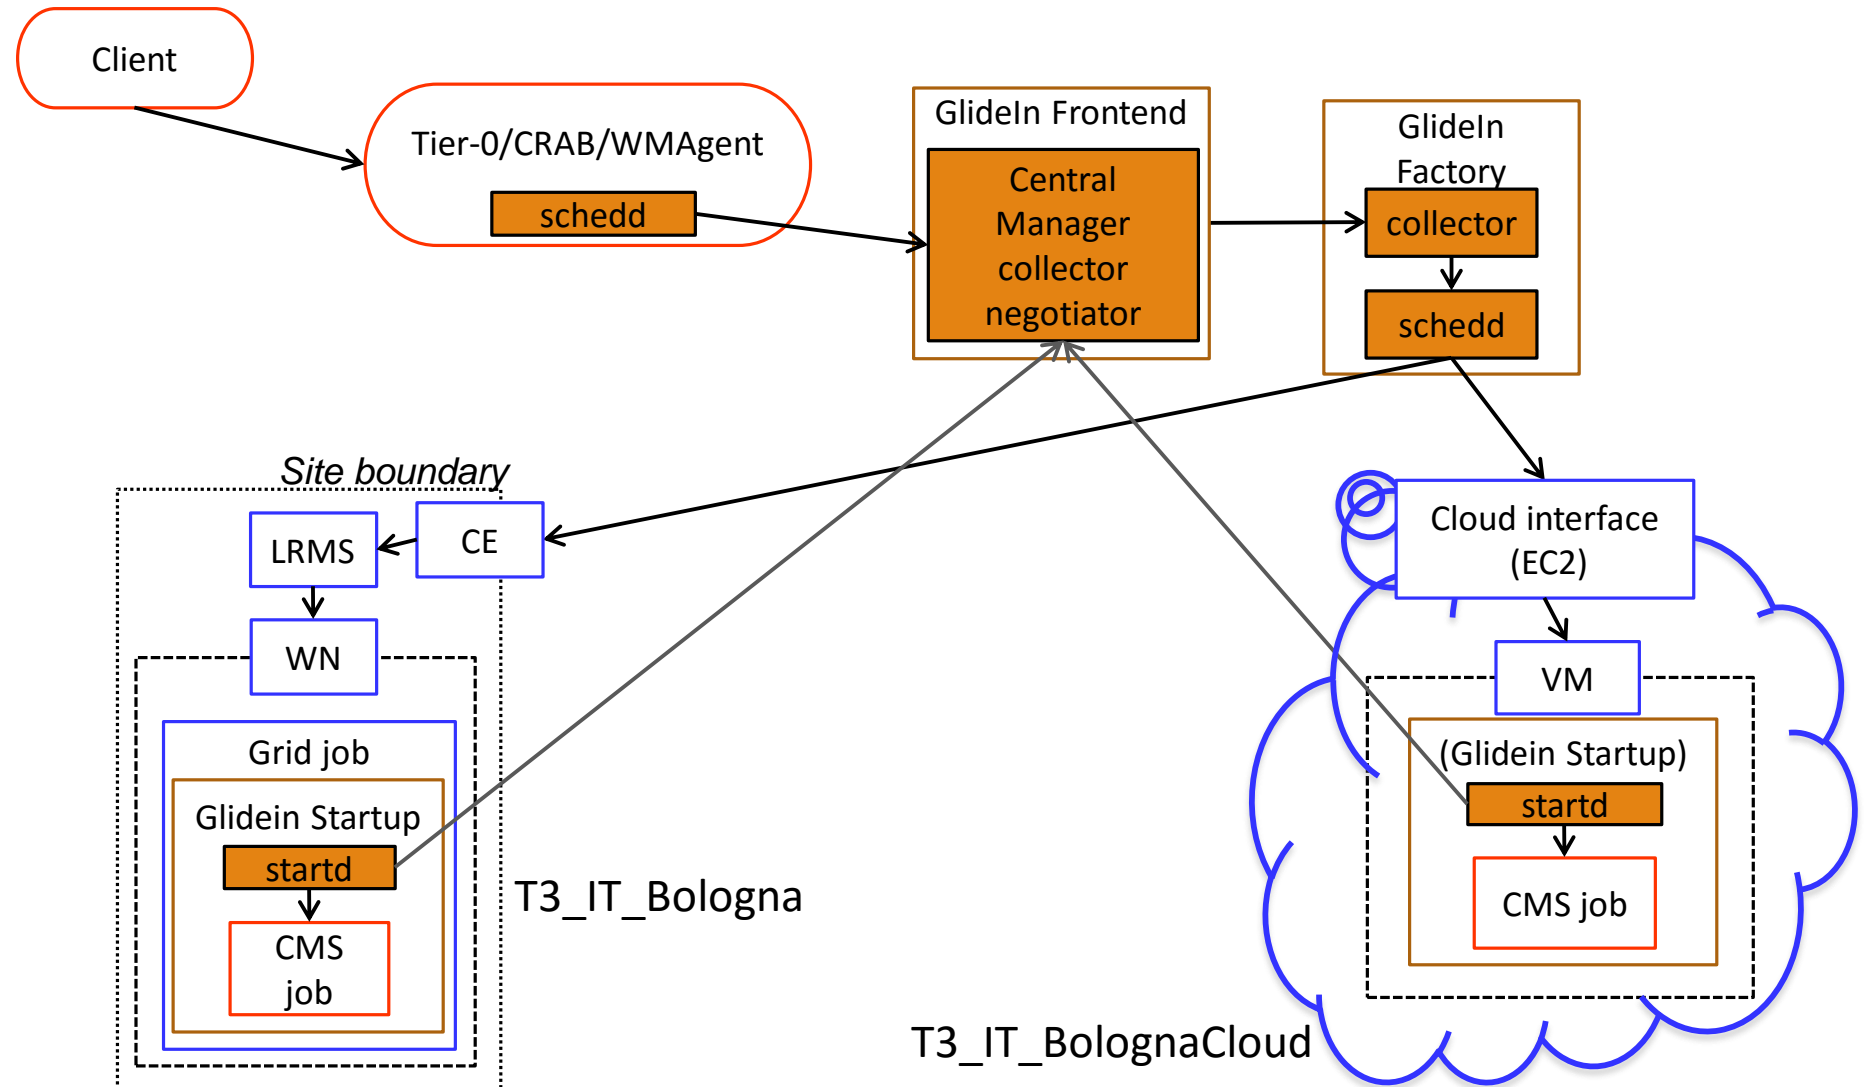 Client
Tier-0/CRAB/WMAgent
schedd
GlideIn Frontend
Central
Manager
collector
negotiator
GlideIn
Factory
collector
schedd
Site boundary
LRMS
CE
WN
Grid job
Glidein Startup
startd
CMS
job
T3_IT_Bologna
Cloud interface
(EC2)
VM
(Glidein Startup)
startd
CMS job
T3_IT_BolognaCloud